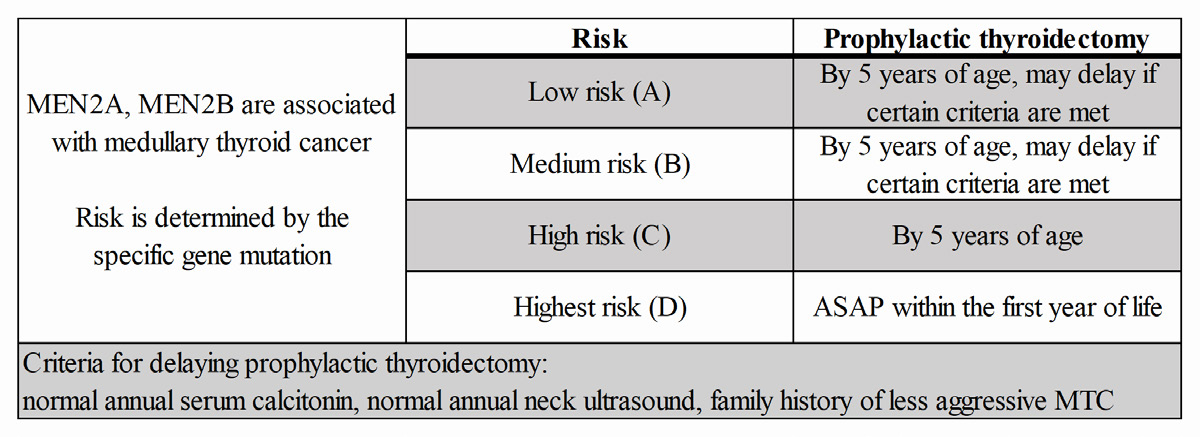 MEN2A, MEN2B are associated
with medullary thyroid cancer
Risk is determined by the
specific gene mutation
Risk
Prophylactic thyroidectomy
Low risk (A)
By 5 years of age, may delay if
certain criteria are met
Medium risk (B)
By 5 years of age, may delay if
certain criteria are met
High risk (C)
By 5 years of age
Highest risk (D)
ASAP within the first year of life
Criteria for delaying prophylactic thyroidectomy:
normal annual serum calcitonin, normal annual neck ultrasound, family history of less aggressive MTC